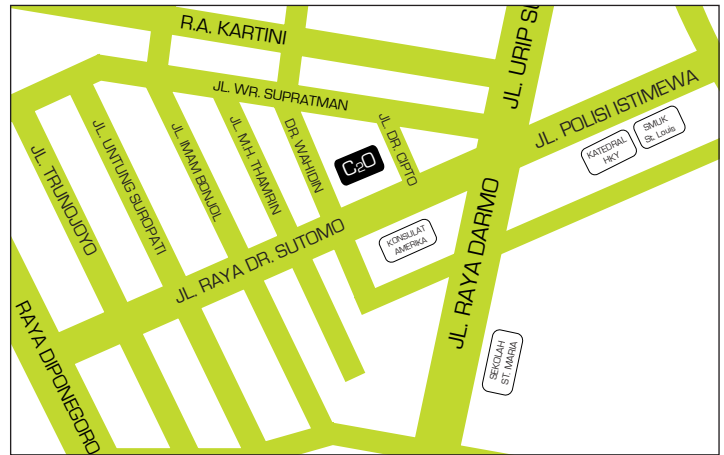 R.A. KARTINI
JL. URIP SU
JL. WR. SUPRATMAN
JL. POLISI ISTIMEWA
JL. TRUNOJOYO
JL. UNTUNG SUROPATI
JL. IMAM BONJOL
JL. M.H. THAMRIN
DR. WAHIDIN
JL. DR. CIPTO
C2O
KATEDRAL
HKY
SMUK
St. Louis
KONSULAT
AMERIKA
JL. RAYA DR. SUTOMO
JL. RAYA DARMO
RAYA DIPONEGORO
SEKOLAH
ST. MARIA